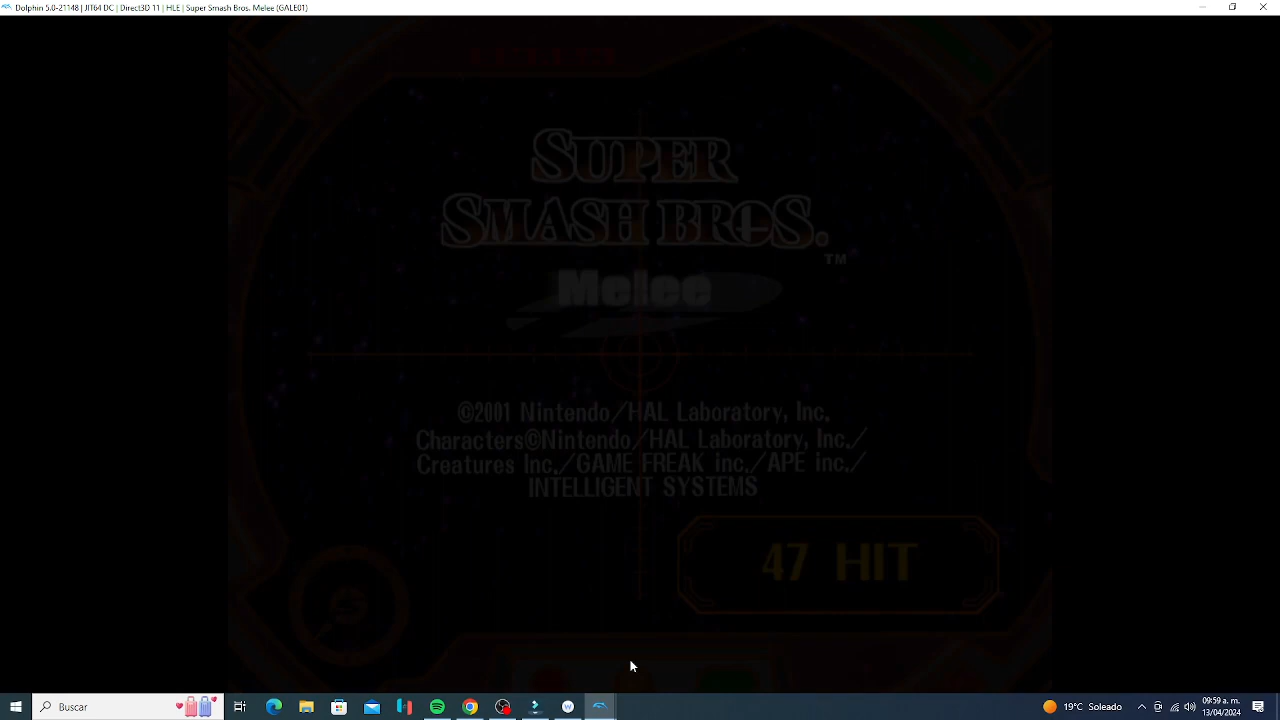 Dolphin 5.0-21148 | JIT64 DC | Direct3D 11 | HLE | Super Smash Bros. Melee (GALE01)
SUPER
SMASH BROS.
TM
Melee
©2001 Nintendo/HAL Laboratory, Inc.
Characters©Nintendo/HAL Laboratory, Inc./
Creatures Inc./GAME FREAK inc./APE inc./
INTELLIGENT SYSTEMS
47 HIT
Buscar
19°C Soleado
09:59 a. m.
13/04/2024